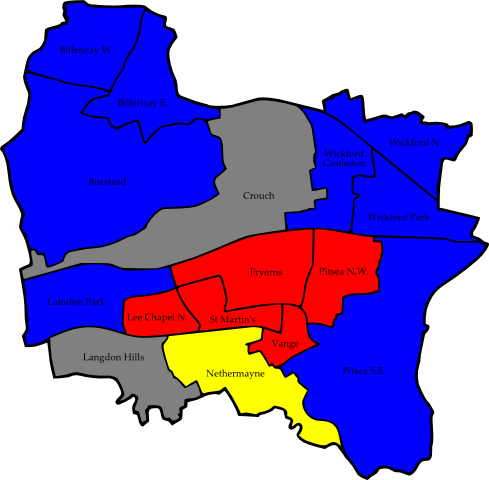 Billericay W.
Billericay E.
Wickford N.
Wickford
Castledon
Burstead
Crouch
Wickford Park
Fryerns
Pitsea N.W.
Laindon Park
Lee Chapel N.
St Martin's
Vange
Langdon Hills
Nethermayne
Pitsea S.E.